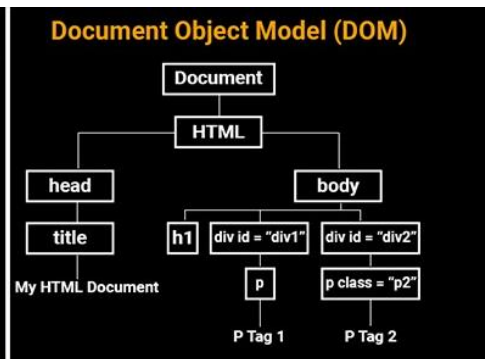 Document Object Model (DOM)
Document
HTML
head
body
title
h1
div id = “div1”
div id = “div2”
My HTML Document
p
p class = “p2”
P Tag 1
P Tag 2